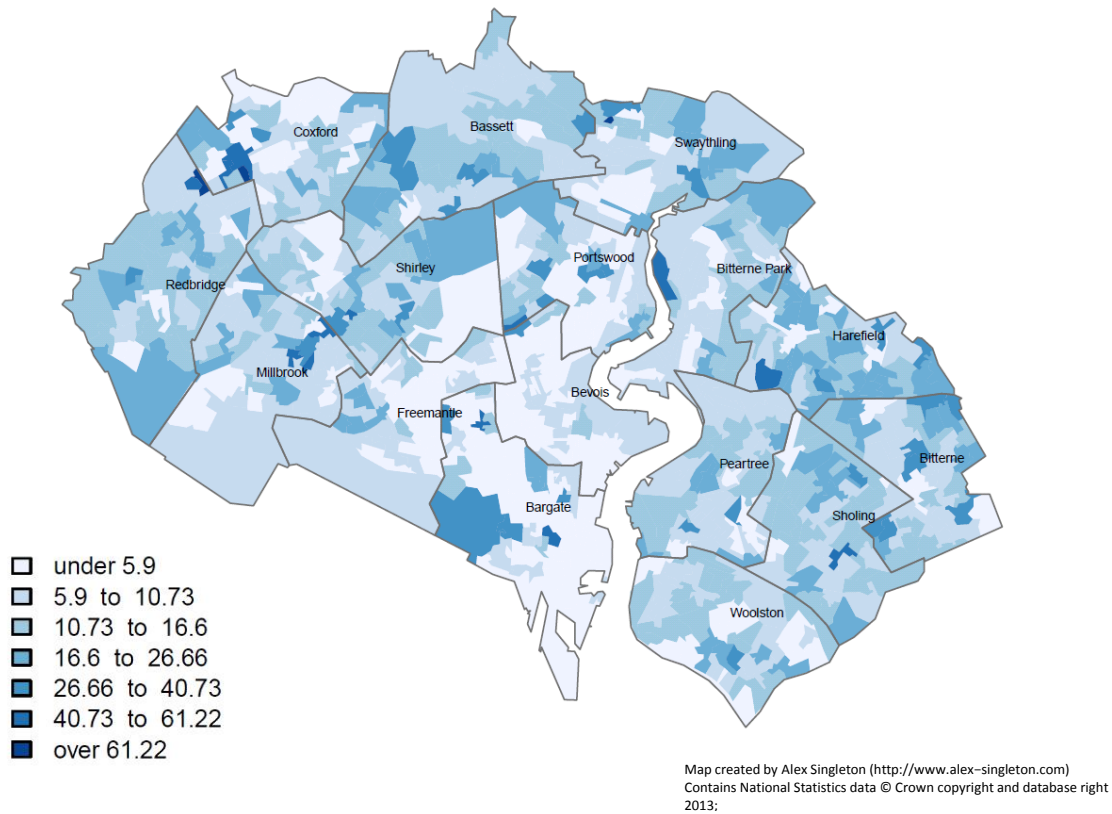 Coxford
Bassett
Swaythling
Portswood
Shirley
Bitterne Park
Redbridge
Harefield
Millbrook
Bevois
Freemantle
Peartree
Bitterne
Bargate
Sholing
Woolston
under 5.9
5.9 to 10.73
10.73 to 16.6
16.6 to 26.66
26.66 to 40.73
40.73 to 61.22
over 61.22
Map created by Alex Singleton (http://www.alex−singleton.com)
Contains National Statistics data © Crown copyright and database right
2013;